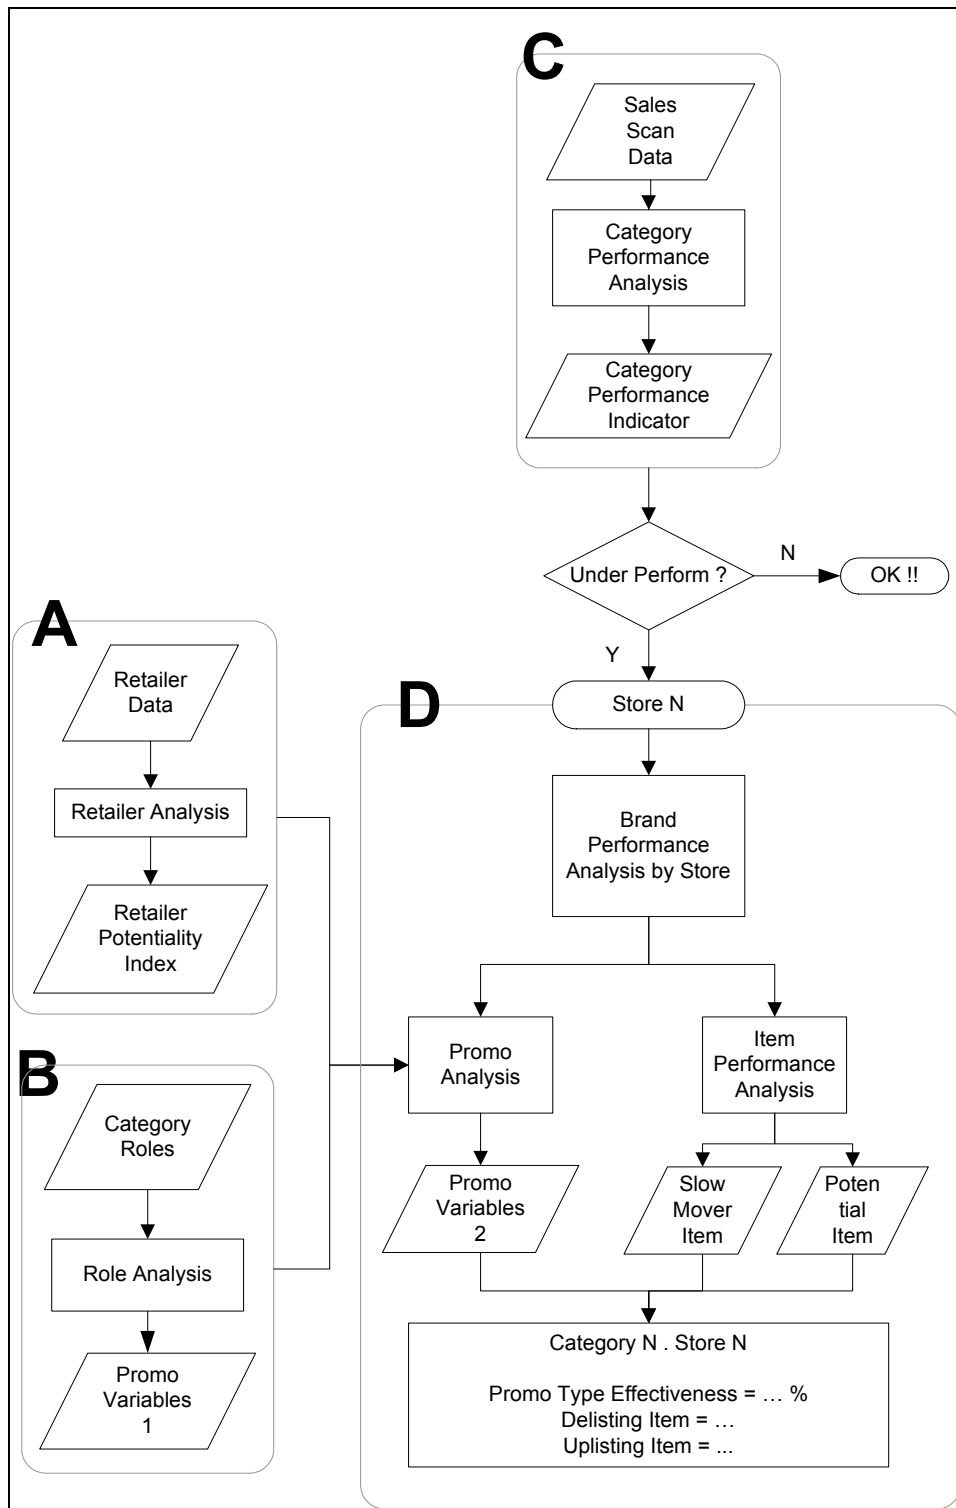 C
Sales
Scan
Data
Category
Performance
Analysis
Category
Performance
Indicator
Under Perform ?
N
OK !!
Y
A
Retailer
Data
Retailer Analysis
Retailer
Potentiality
Index
B
Category
Roles
Role Analysis
Promo
Variables
1
D
Store N
Brand
Performance
Analysis by Store
Promo
Analysis
Item
Performance
Analysis
Promo
Variables
2
Slow
Mover
Item
Poten
tial
Item
Category N . Store N
Promo Type Effectiveness = … %
Delisting Item = …
Uplisting Item = ...